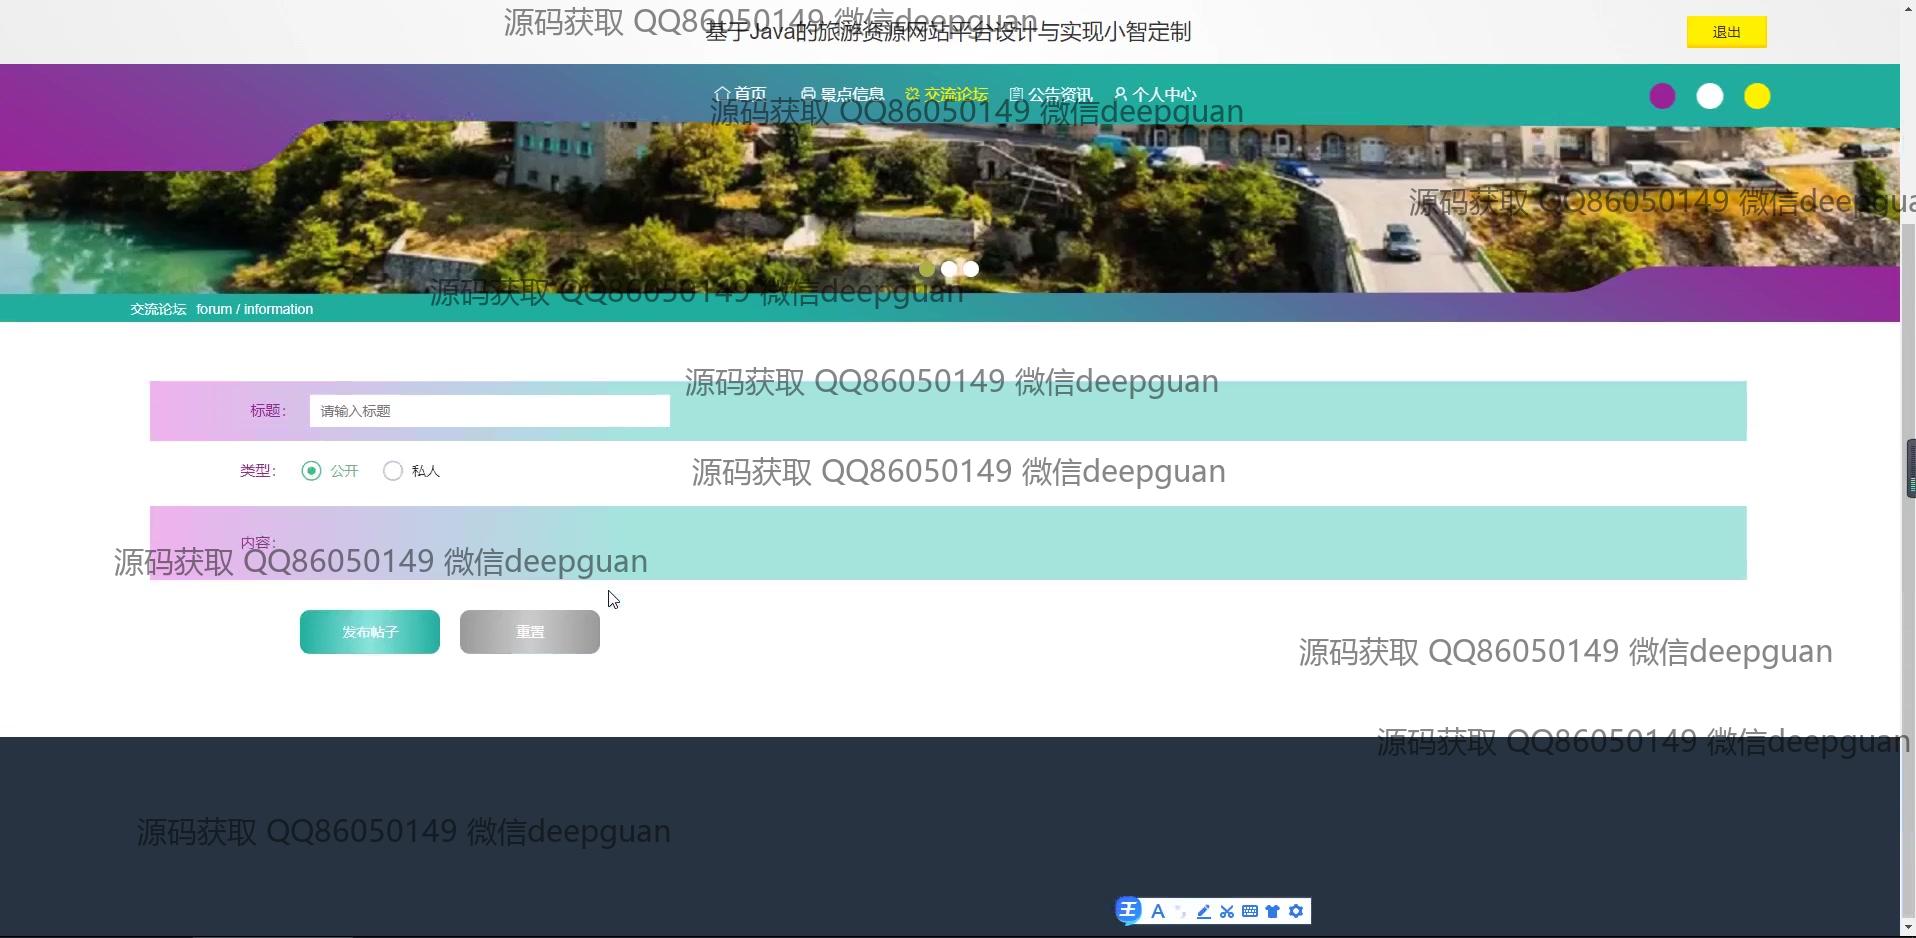 源码获取 QQ86050149 微信deepguan
基于Java的旅游资源网站平台设计与实现小智定制
退出
首页 景点信息 交流论坛 公告资讯 个人中心
源码获取 QQ86050149 微信deepguan
源码获取 QQ86050149 微信deepgua
源码获取 QQ86050149 微信deepguan
交流论坛 forum / information
源码获取 QQ86050149 微信deepguan
标题: 请输入标题
类型: 公开 私人
源码获取 QQ86050149 微信deepguan
内容:
源码获取 QQ86050149 微信deepguan
发布帖子 重置
源码获取 QQ86050149 微信deepguan
源码获取 QQ86050149 微信deepguan
源码获取 QQ86050149 微信deepguan
王 A